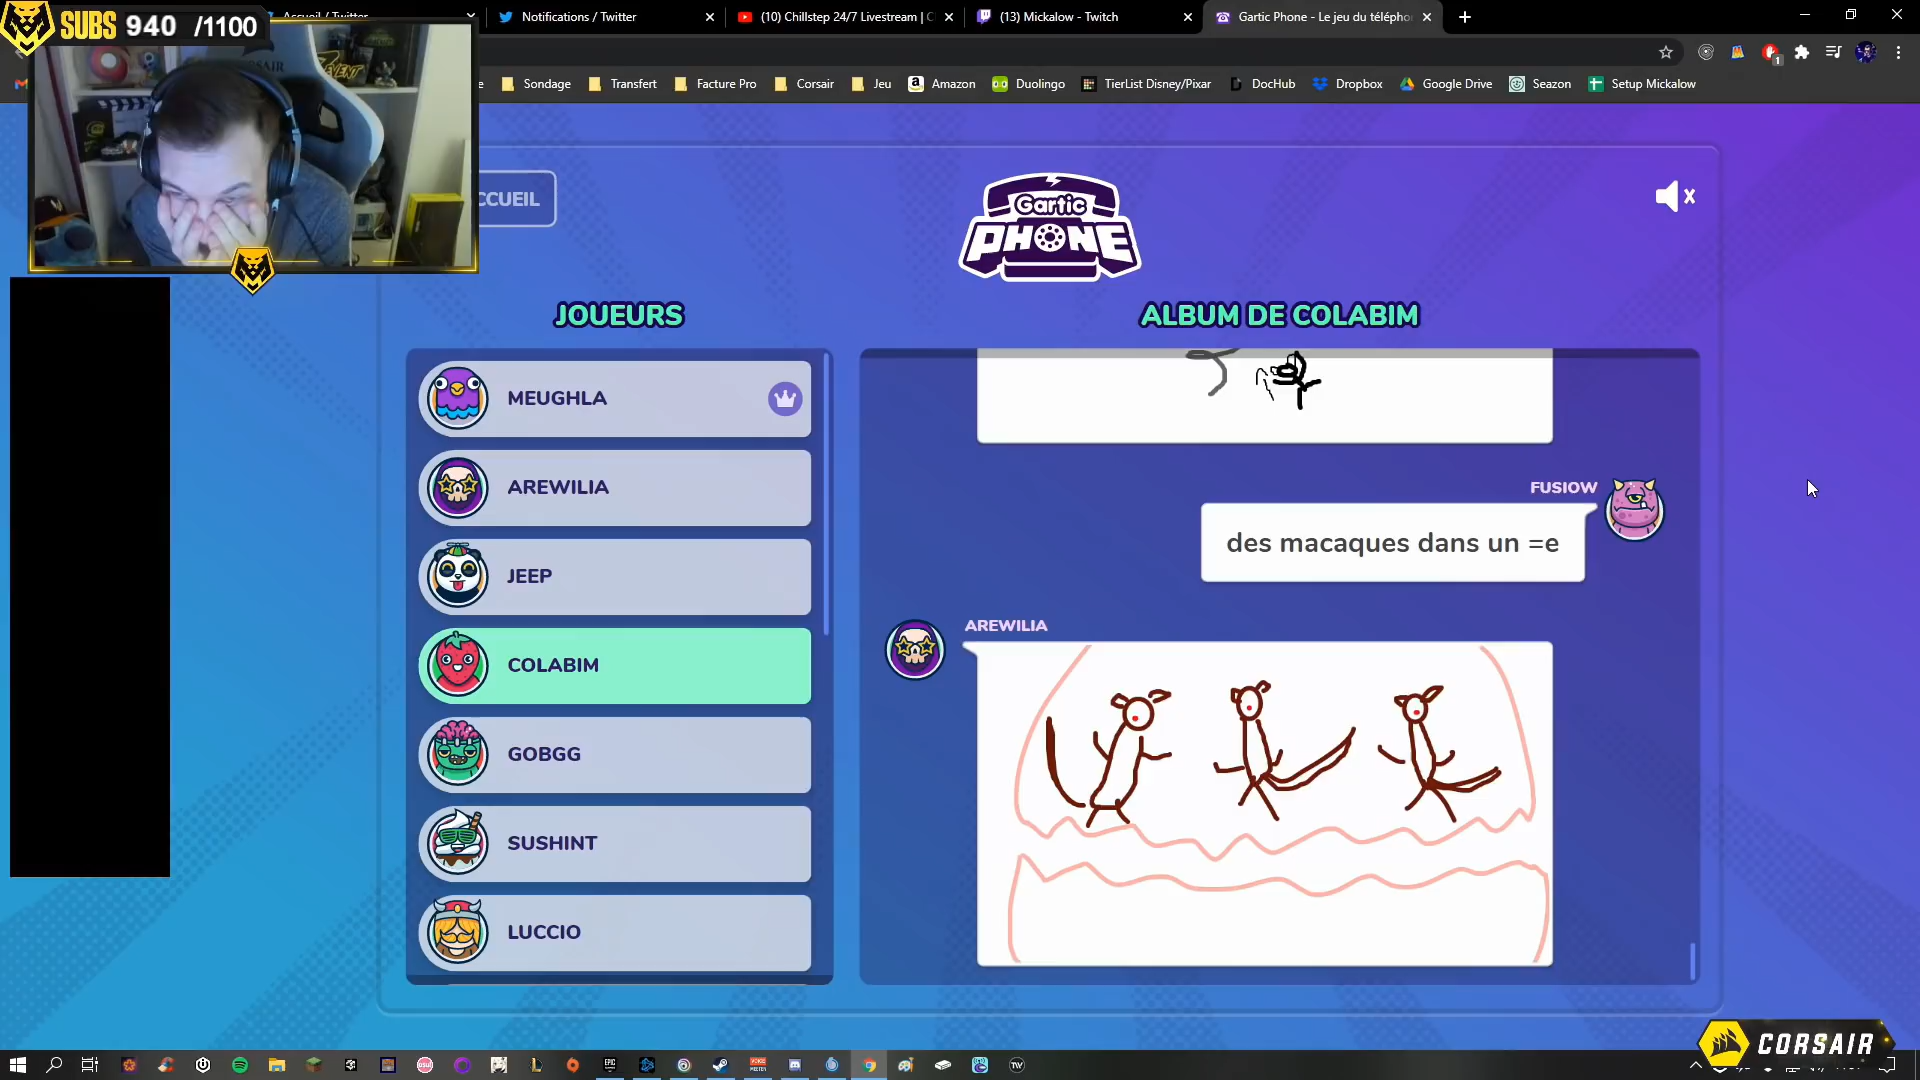 SUBS 940 /1100
Accueil / Twitter
Notifications / Twitter
(10) Chillstep 24/7 Livestream | C
(13) Mickalow - Twitch
Gartic Phone - Le jeu du télépho
1
Sondage
Transfert
Facture Pro
Corsair
Jeu
Amazon
Duolingo
TierList Disney/Pixar
DocHub
Dropbox
Google Drive
Seazon
Setup Mickalow
CCUEIL
Gartic
PHONE
JOUEURS
ALBUM DE COLABIM
MEUGHLA
AREWILIA
JEEP
COLABIM
GOBGG
SUSHINT
LUCCIO
FUSIOW
des macaques dans un =e
AREWILIA
CORSAIR